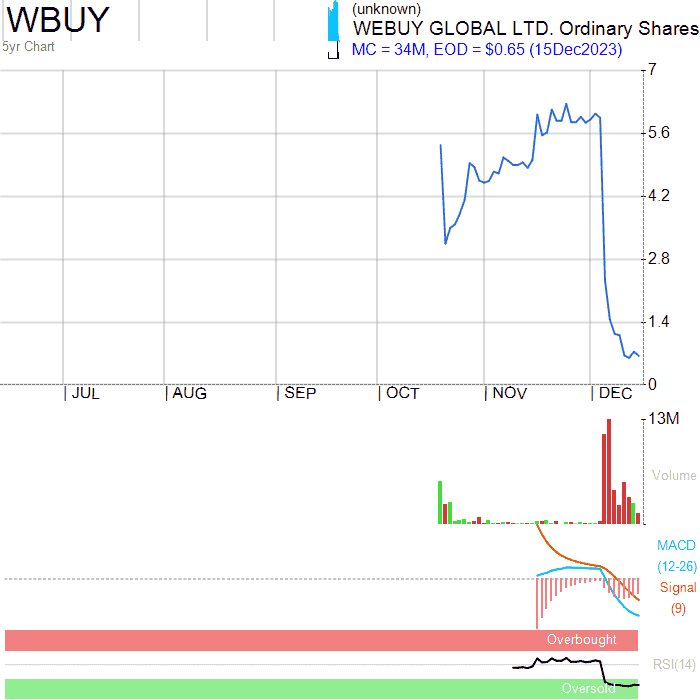 WBUY
(unknown)
WEBUY GLOBAL LTD. Ordinary Shares
5yr Chart
MC = 34M, EOD = $0.65 (15Dec2023)
7
5.6
4.2
2.8
1.4
0
JUL AUG SEP OCT NOV DEC
13M
Volume
MACD
(12-26)
Signal
(9)
Overbought
RSI(14)
Oversold